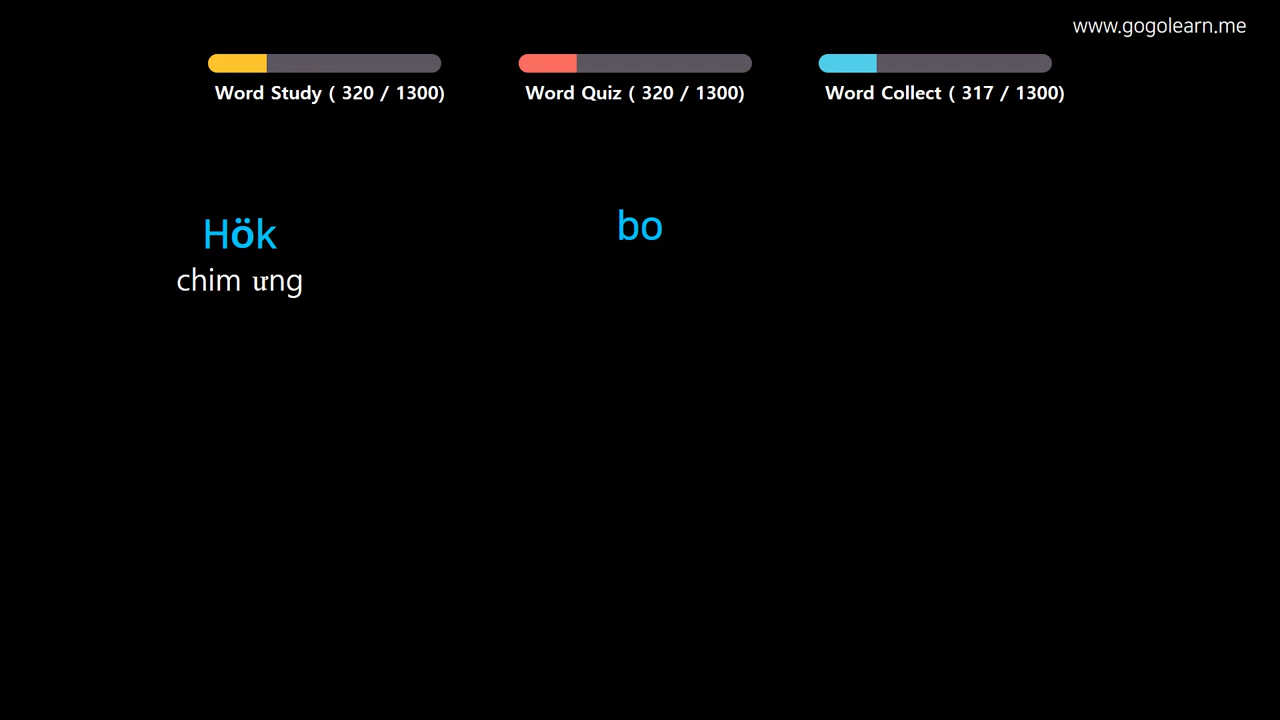 www.gogolearn.me
Word Study ( 320 / 1300)
Word Quiz ( 320 / 1300)
Word Collect ( 317 / 1300)
Hök
chim ưng
bo